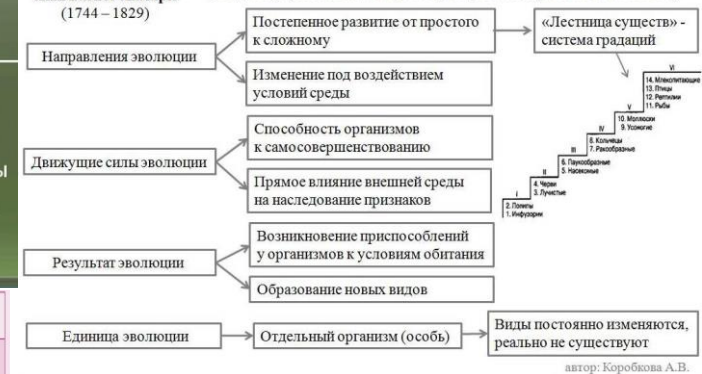 (1744 – 1829)
Направления эволюции
Постепенное развитие от простого
к сложному
«Лестница существ» -
система градаций
Изменение под воздействием
условий среды
Движущие силы эволюции
Способность организмов
к самосовершенствованию
Прямое влияние внешней среды
на наследование признаков
VI
14. Млекопитающие
13. Птицы
12. Рептилии
11. Рыбы
V
10. Моллюски
9. Усоногие
IV
8. Кольчецы
7. Ракообразные
III
6. Паукообразные
5. Насекомые
II
4. Черви
3. Лучистые
I
2. Полипы
1. Инфузории
Результат эволюции
Возникновение приспособлений
у организмов к условиям обитания
Образование новых видов
Единица эволюции
Отдельный организм (особь)
Виды постоянно изменяются,
реально не существуют
автор: Коробкова А.В.